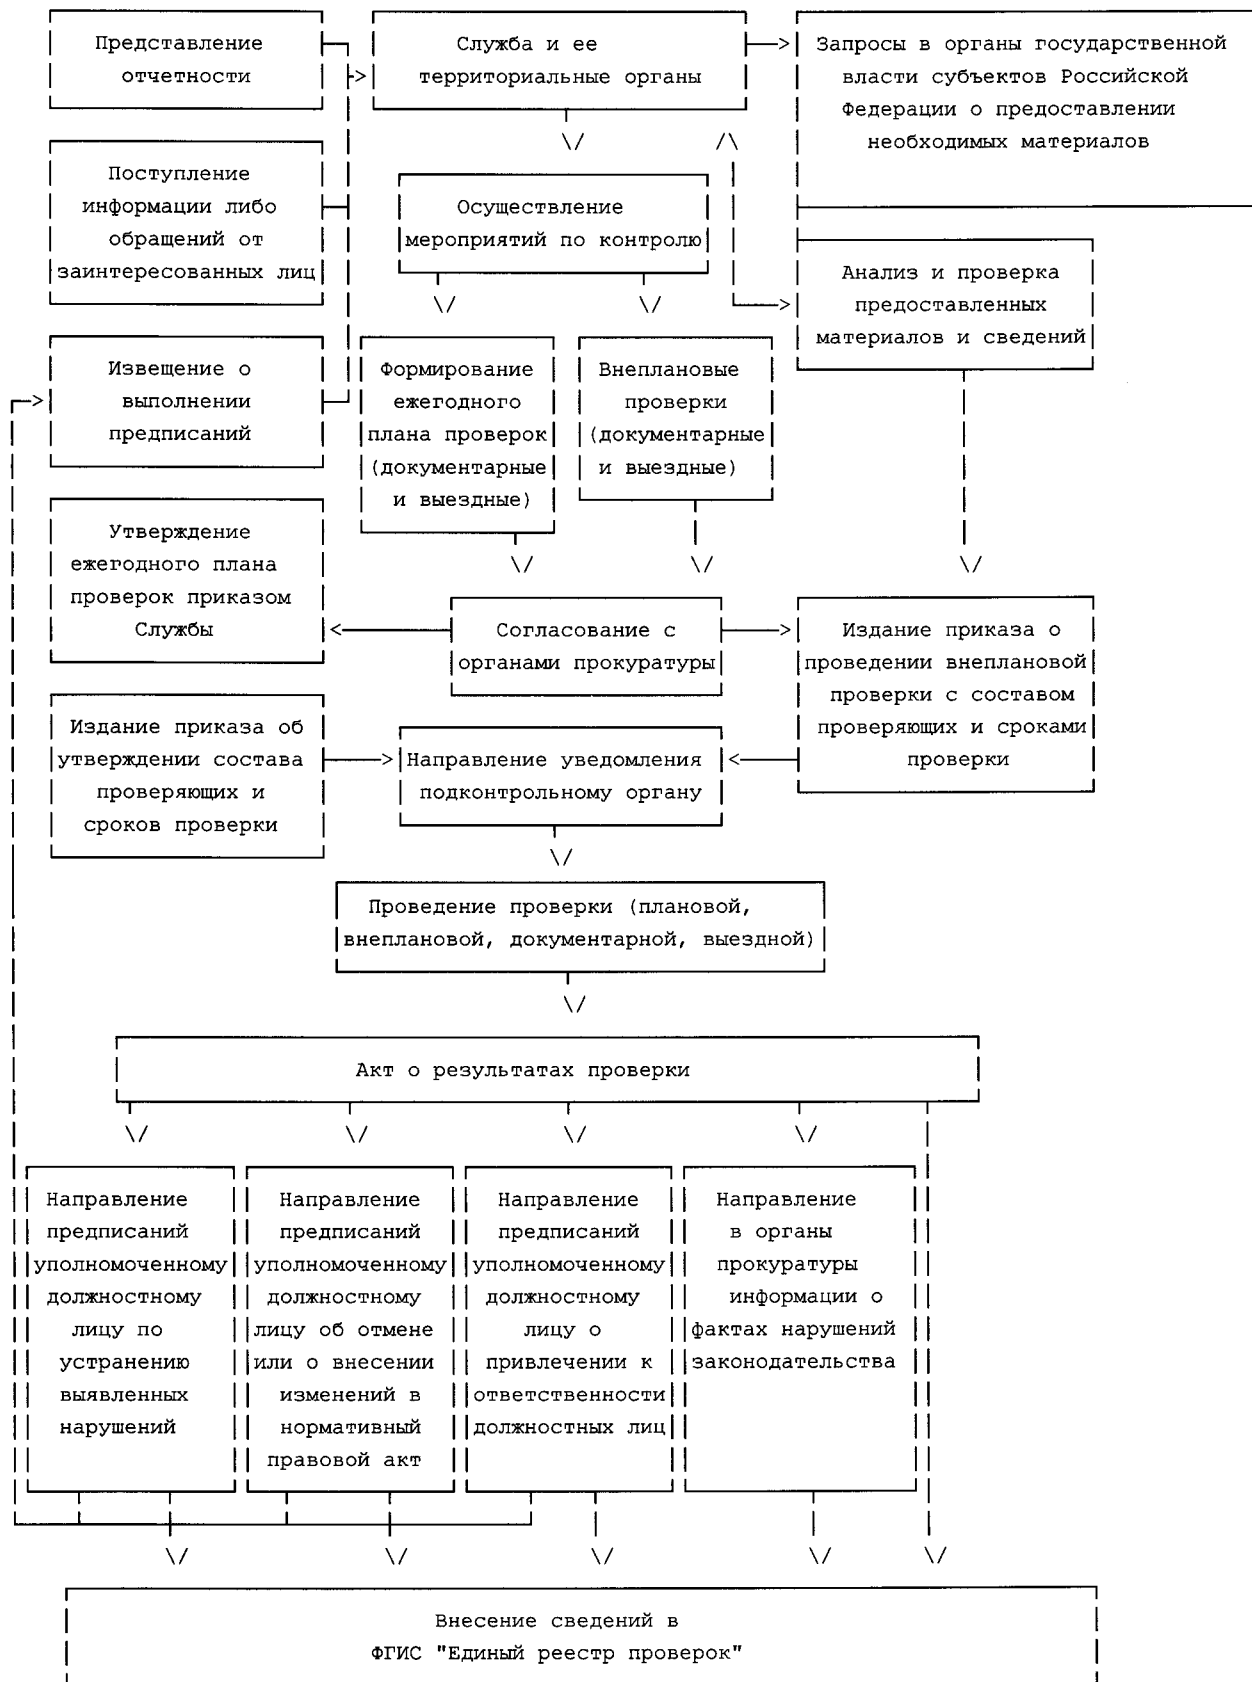 Представление
отчетности
Служба и ее
территориальные органы
Запросы в органы государственной
власти субъектов Российской
Федерации о предоставлении
необходимых материалов
Поступление
информации либо
обращений от
заинтересованных лиц
Осуществление
мероприятий по контролю
Анализ и проверка
предоставленных
материалов и сведений
Извещение о
выполнении
предписаний
Формирование
ежегодного
плана проверок
(документарные
и выездные)
Внеплановые
проверки
(документарные
и выездные)
Утверждение
ежегодного плана
проверок приказом
Службы
Согласование с
органами прокуратуры
Издание приказа о
проведении внеплановой
проверки с составом
проверяющих и сроками
проверки
Издание приказа об
утверждении состава
проверяющих и
сроков проверки
Направление уведомления
подконтрольному органу
Проведение проверки (плановой,
внеплановой, документарной, выездной)
Акт о результатах проверки
Направление
предписаний
уполномоченному
должностному
лицу по
устранению
выявленных
нарушений
Направление
предписаний
уполномоченному
должностному
лицу об отмене
или о внесении
изменений в
нормативный
правовой акт
Направление
предписаний
уполномоченному
должностному
лицу о
привлечении к
ответственности
должностных лиц
Направление
в органы
прокуратуры
информации о
фактах нарушений
законодательства
Внесение сведений в
ФГИС "Единый реестр проверок"